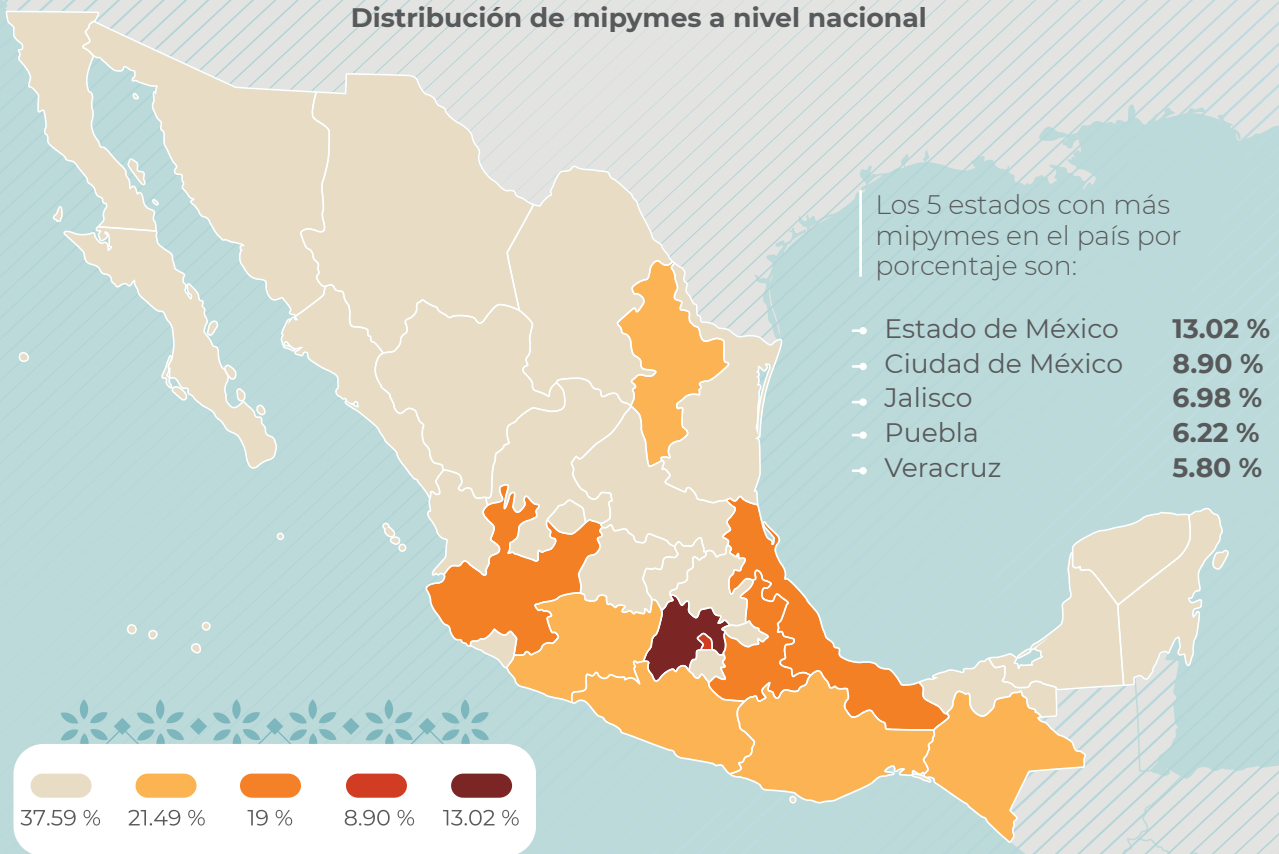 Distribución de mipymes a nivel nacional
Los 5 estados con más
mipymes en el país por
porcentaje son:
Estado de México 13.02 %
Ciudad de México 8.90 %
Jalisco 6.98 %
Puebla 6.22 %
Veracruz 5.80 %
37.59 % 21.49 % 19 % 8.90 % 13.02 %